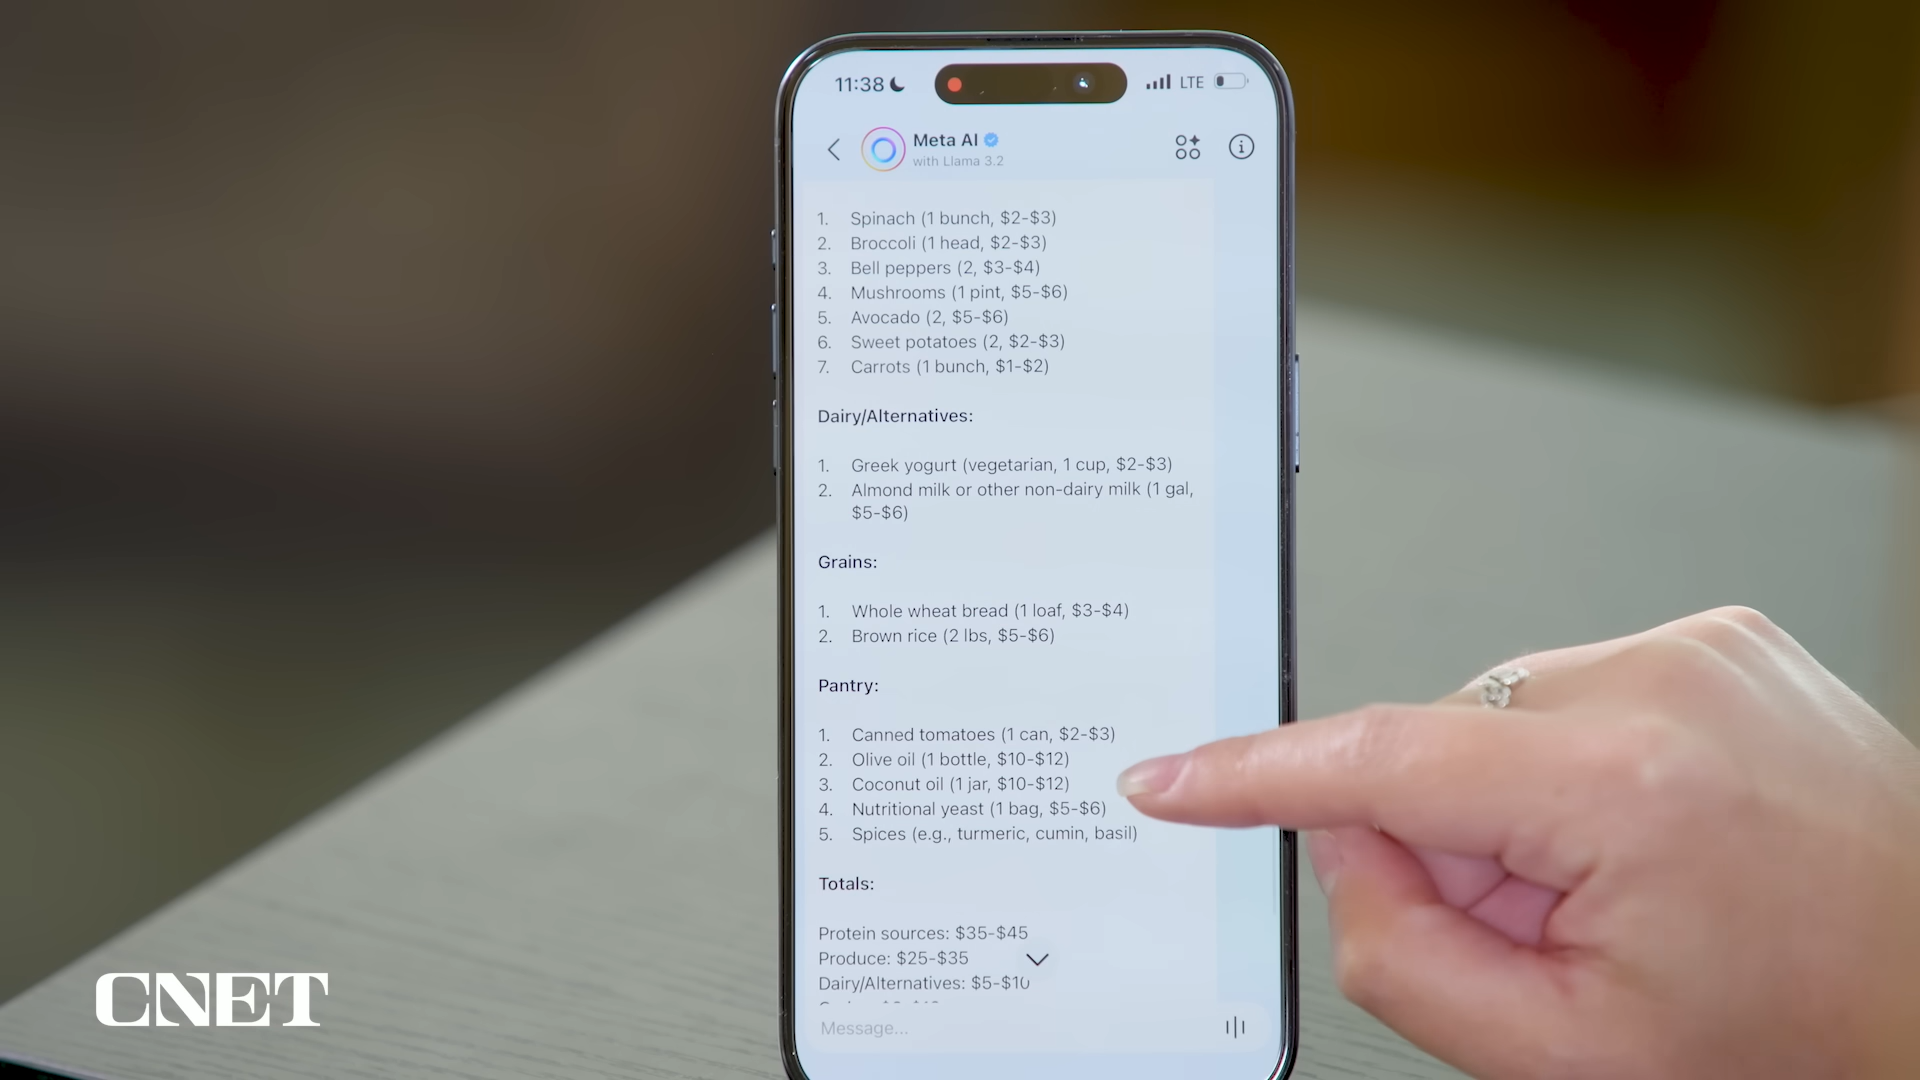 11:38
LTE
Meta AI
with Llama 3.2
1. Spinach (1 bunch, $2-$3)
2. Broccoli (1 head, $2-$3)
3. Bell peppers (2, $3-$4)
4. Mushrooms (1 pint, $5-$6)
5. Avocado (2, $5-$6)
6. Sweet potatoes (2, $2-$3)
7. Carrots (1 bunch, $1-$2)
Dairy/Alternatives:
1. Greek yogurt (vegetarian, 1 cup, $2-$3)
2. Almond milk or other non-dairy milk (1 gal,
$5-$6)
Grains:
1. Whole wheat bread (1 loaf, $3-$4)
2. Brown rice (2 lbs, $5-$6)
Pantry:
1. Canned tomatoes (1 can, $2-$3)
2. Olive oil (1 bottle, $10-$12)
3. Coconut oil (1 jar, $10-$12)
4. Nutritional yeast (1 bag, $5-$6)
5. Spices (e.g., turmeric, cumin, basil)
Totals:
Protein sources: $35-$45
Produce: $25-$35
Dairy/Alternatives: $5-$10
Message...
CNET